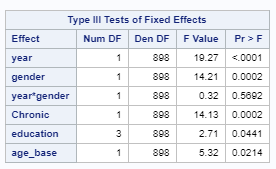 Type III Tests of Fixed Effects
Effect Num DF Den DF F Value Pr > F
year 1 898 19.27 <.0001
gender 1 898 14.21 0.0002
year*gender 1 898 0.32 0.5692
Chronic 1 898 14.13 0.0002
education 3 898 2.71 0.0441
age_base 1 898 5.32 0.0214